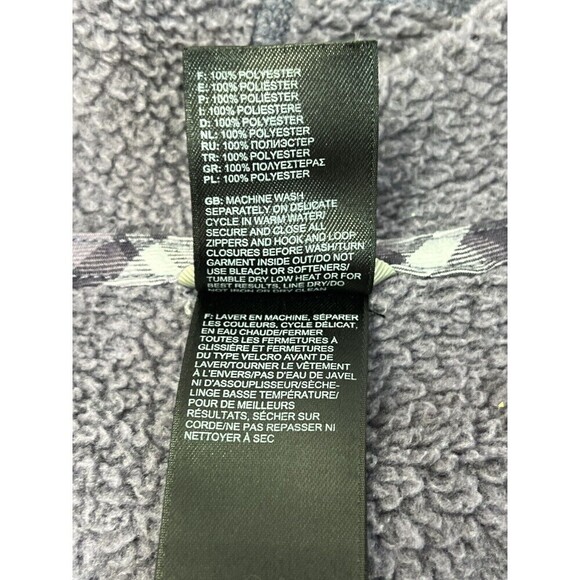 F: 100% POLYESTER
E: 100% POLIESTER
P: 100% POLIÉSTER
I: 100% POLIESTERE
D: 100% POLYESTER
NL: 100% POLYESTER
RU: 100% ПОЛИЭСТЕР
TR: 100% POLYESTER
GR: 100% ΠΟΛΥΕΣΤΕΡΑΣ
PL: 100% POLYESTER
GB: MACHINE WASH
SEPARATELY ON DELICATE
CYCLE IN WARM WATER/
SECURE AND CLOSE ALL
ZIPPERS AND HOOK AND LOOP
CLOSURES BEFORE WASH/TURN
GARMENT INSIDE OUT/DO NOT
USE BLEACH OR SOFTENERS/
TUMBLE DRY LOW HEAT OR FOR
BEST RESULTS, LINE DRY/DO
NOT IRON OR DRY CLEAN
F: LAVER EN MACHINE, SÉPARER
LES COULEURS, CYCLE DÉLICAT,
EN EAU CHAUDE/FERMER
TOUTES LES FERMETURES À
GLISSIÈRE ET FERMETURES
DU TYPE VELCRO AVANT DE
LAVER/TOURNER LE VÊTEMENT
À L'ENVERS/PAS D'EAU DE JAVEL
NI D'ASSOUPLISSEUR/SÈCHE-
LINGE BASSE TEMPÉRATURE/
POUR DE MEILLEURS
RÉSULTATS, SÉCHER SUR
CORDE/NE PAS REPASSER NI
NETTOYER À SEC